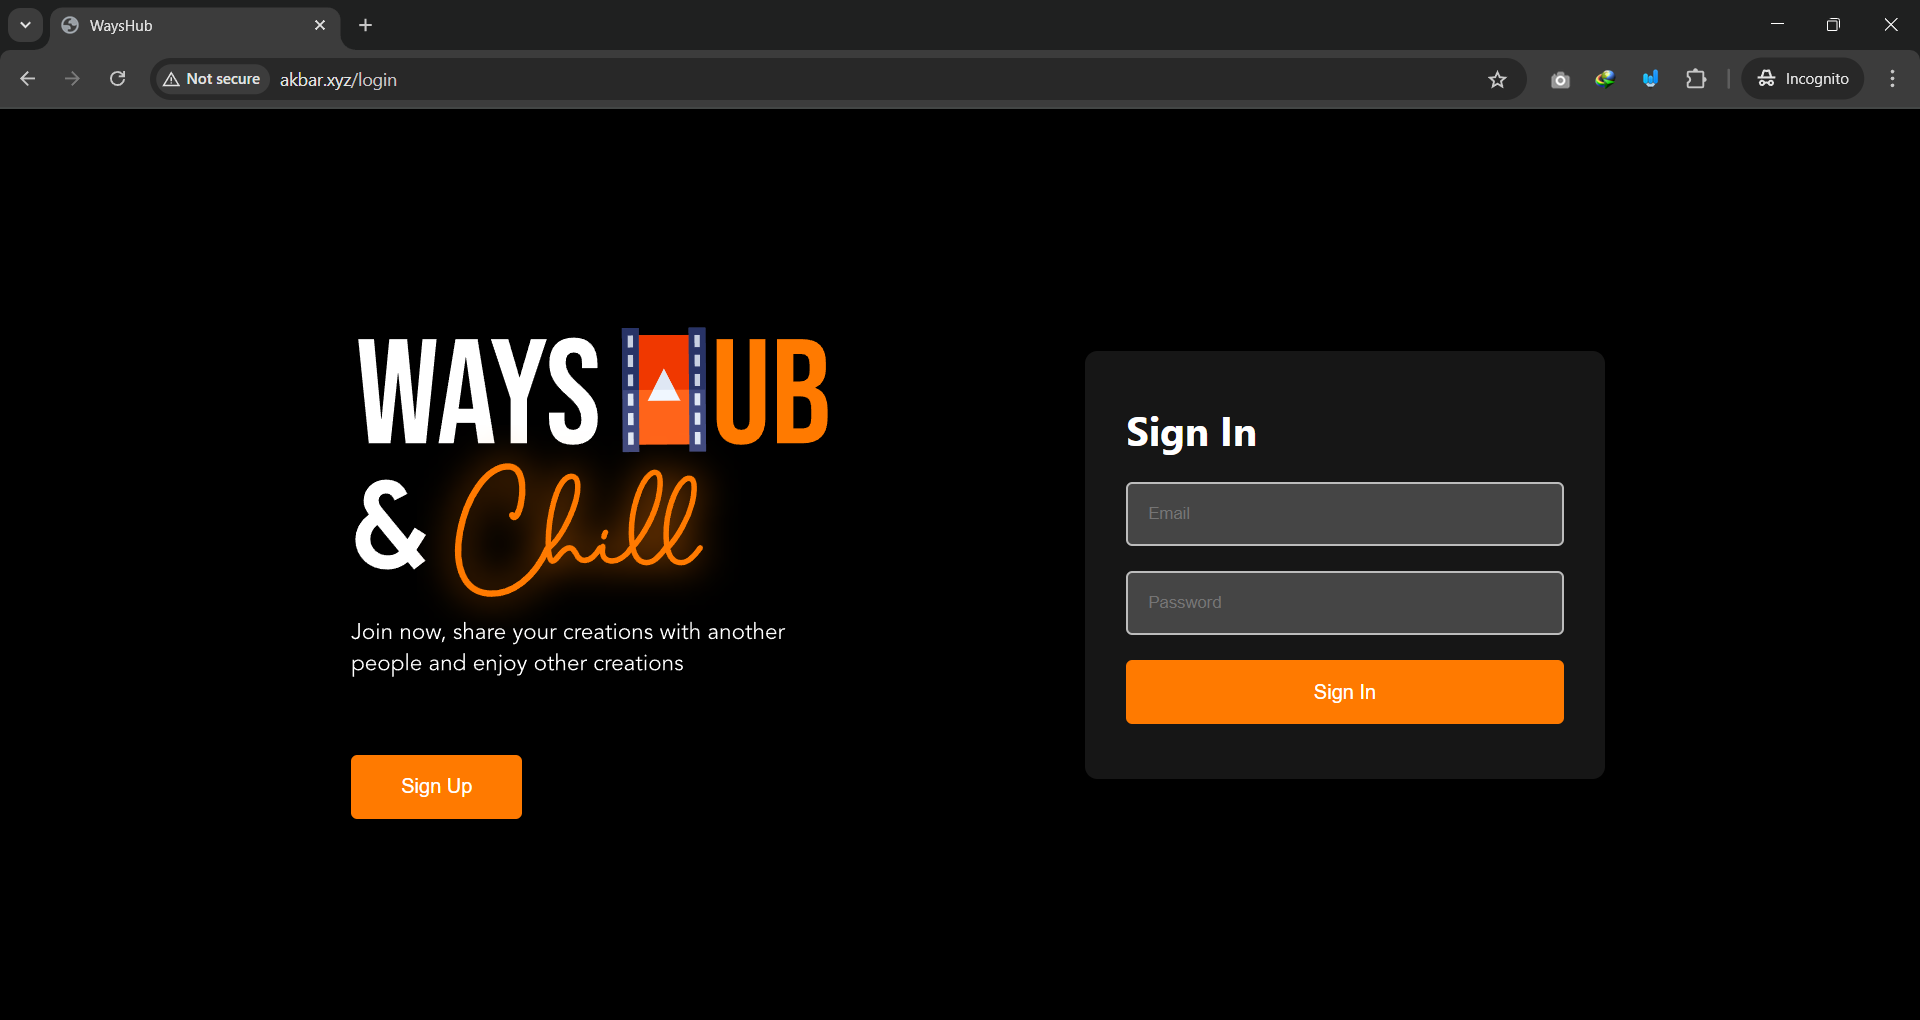 WaysHub
Not secure
akbar.xyz/login
Incognito
WAYS HUB
& Chill
Join now, share your creations with another
people and enjoy other creations
Sign Up
Sign In
Email
Password
Sign In